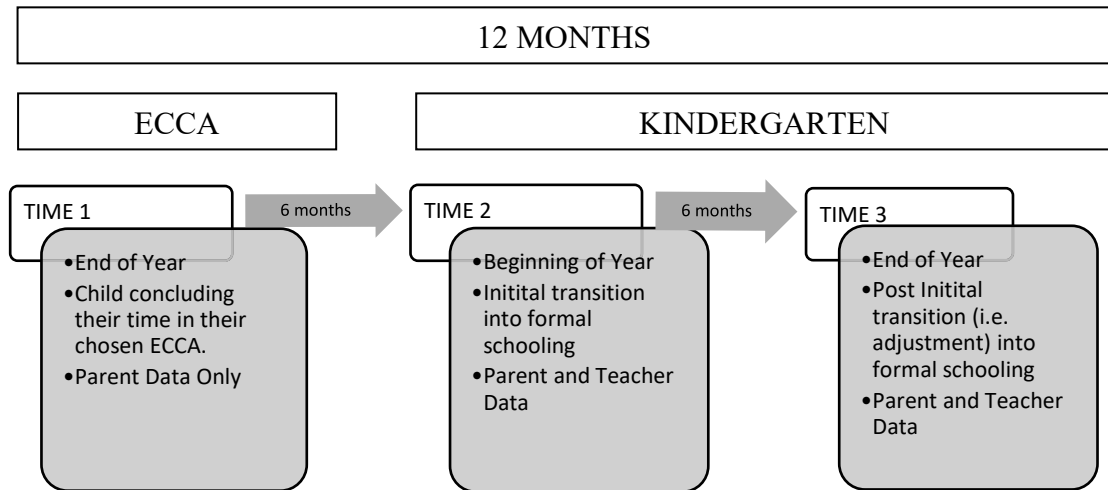 12 MONTHS
ECCA
KINDERGARTEN
TIME 1
6 months
TIME 2
6 months
TIME 3
•End of Year
•Child concluding
their time in their
chosen ECCA.
•Parent Data Only
•Beginning of Year
•Initital transition
into formal
schooling
•Parent and Teacher
Data
•End of Year
•Post Initital
transition (i.e.
adjustment) into
formal schooling
•Parent and Teacher
Data